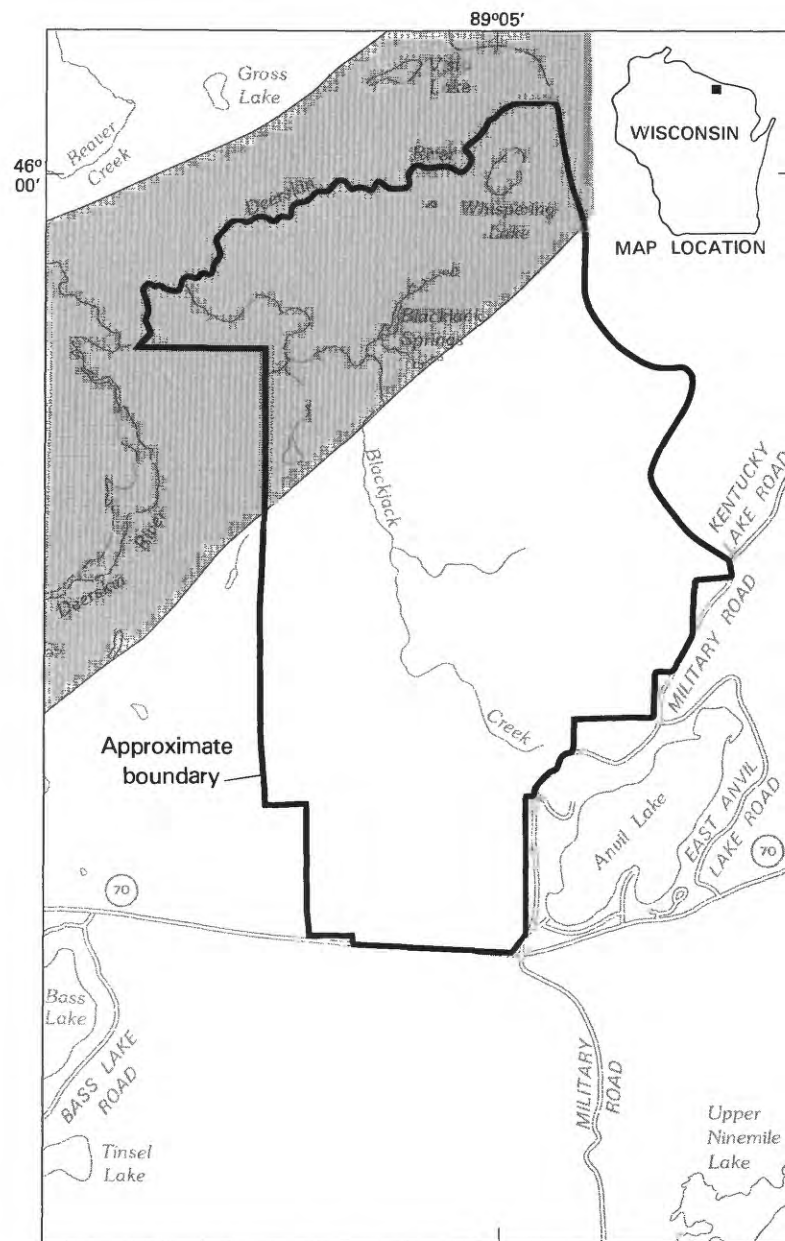 89°05'
Gross
Lake
Beaver
Creek
46°
00'
WISCONSIN
MAP LOCATION
Lake
Deerskin
Whispering
Lake
Blackjack
Springs
Blackjack
Creek
Deerskin
River
KENTUCKY
LAKE ROAD
MILITARY ROAD
Approximate
boundary
Anvil Lake
EAST ANVIL
LAKE ROAD
70
70
Bass
Lake
BASS LAKE
ROAD
MILITARY
ROAD
Tinsel
Lake
Upper
Ninemile
Lake